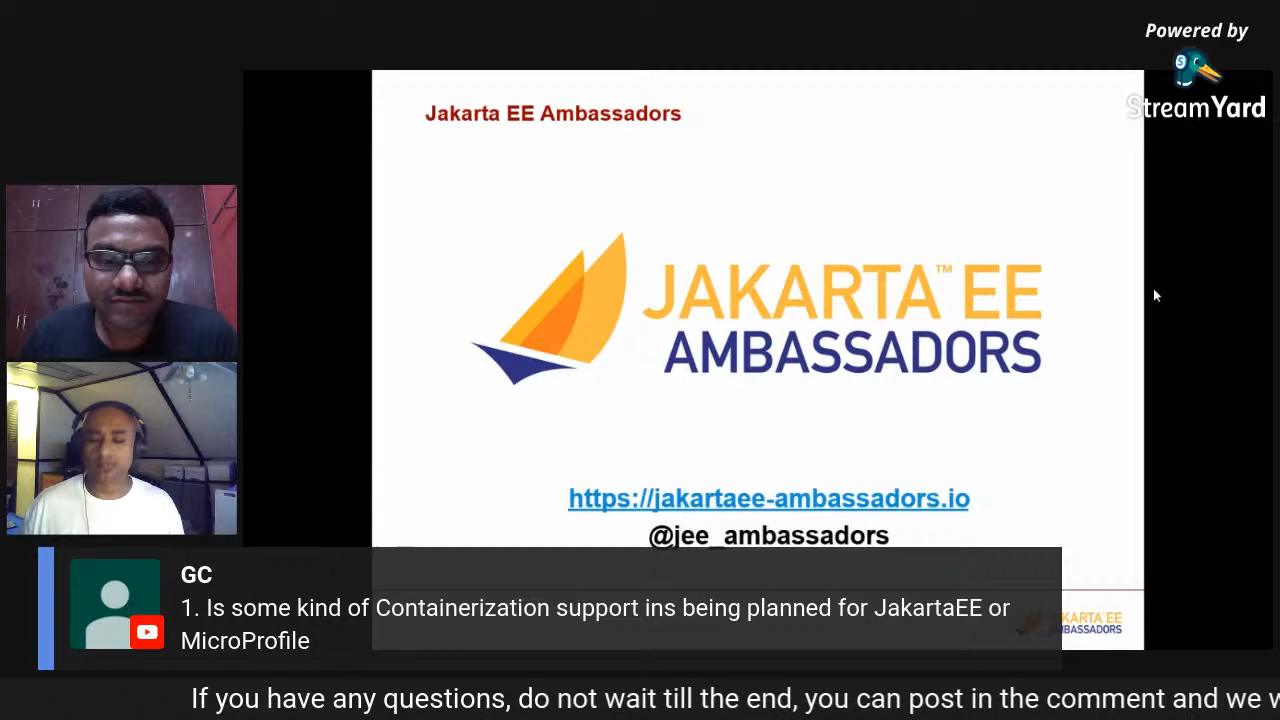 Powered by
StreamYard
Jakarta EE Ambassadors
JAKARTA™ EE
AMBASSADORS
https://jakartaee-ambassadors.io
@jee_ambassadors
GC
1. Is some kind of Containerization support ins being planned for JakartaEE or
MicroProfile
JAKARTA EE
AMBASSADORS
If you have any questions, do not wait till the end, you can post in the comment and we w